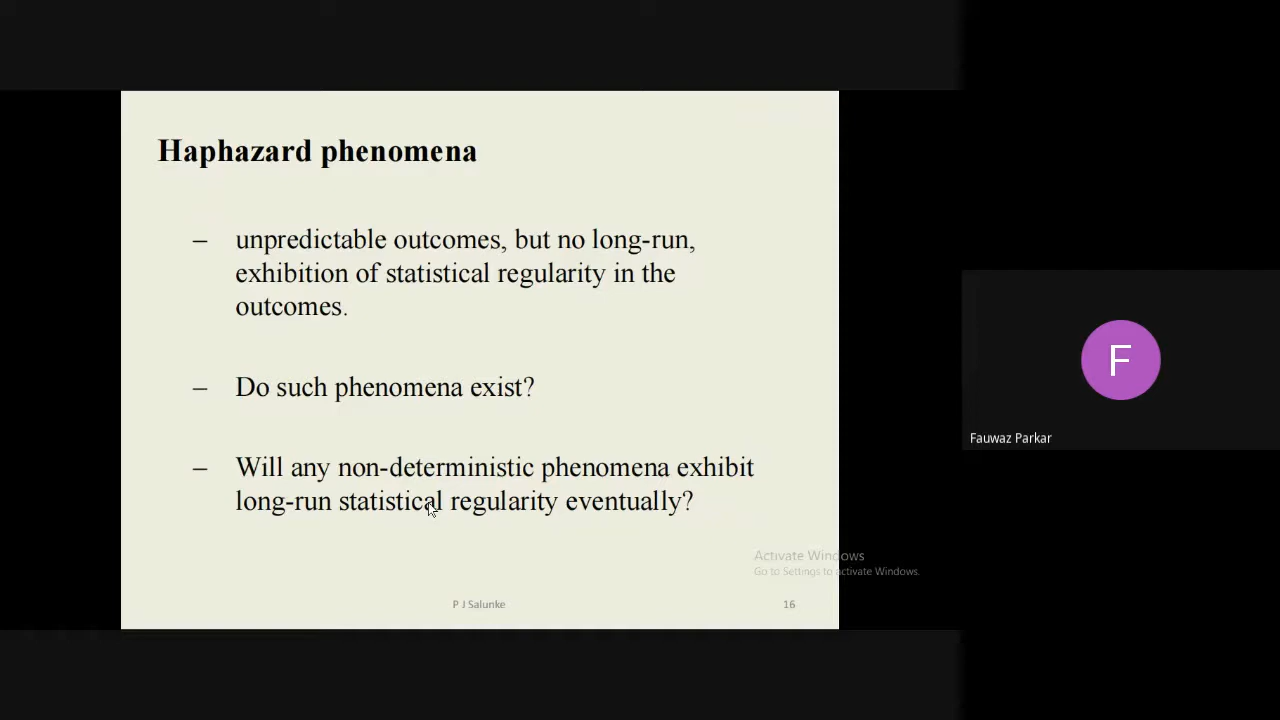 Haphazard phenomena
– unpredictable outcomes, but no long-run,
exhibition of statistical regularity in the
outcomes.
– Do such phenomena exist?
– Will any non-deterministic phenomena exhibit
long-run statistical regularity eventually?
Activate Windows
Go to Settings to activate Windows.
P J Salunke
16
F
Fauwaz Parkar